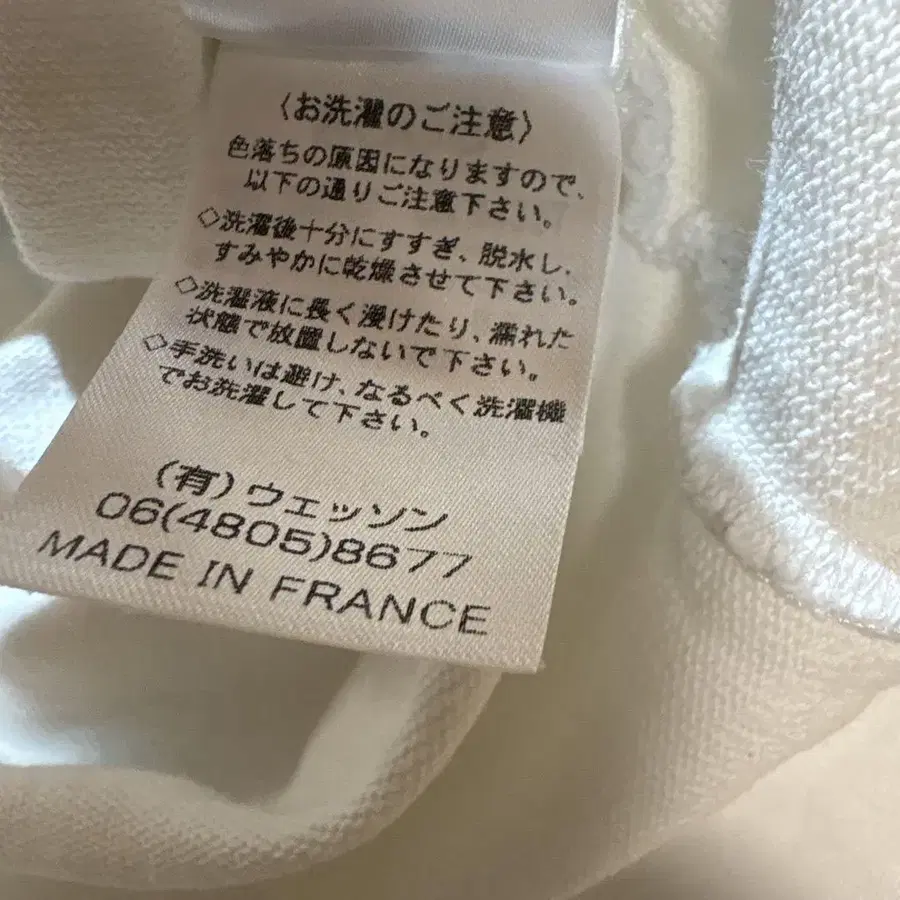 〈お洗濯のご注意〉
色落ちの原因になりますので、
以下の通りご注意下さい。
◇洗濯後十分にすすぎ、脱水し、
すみやかに乾燥させて下さい。
◇洗濯液に長く浸けたり、濡れた
状態で放置しないで下さい。
◇手洗いは避け、なるべく洗濯機
でお洗濯して下さい。
(有)ウェッソン
06(4805)8677
MADE IN FRANCE